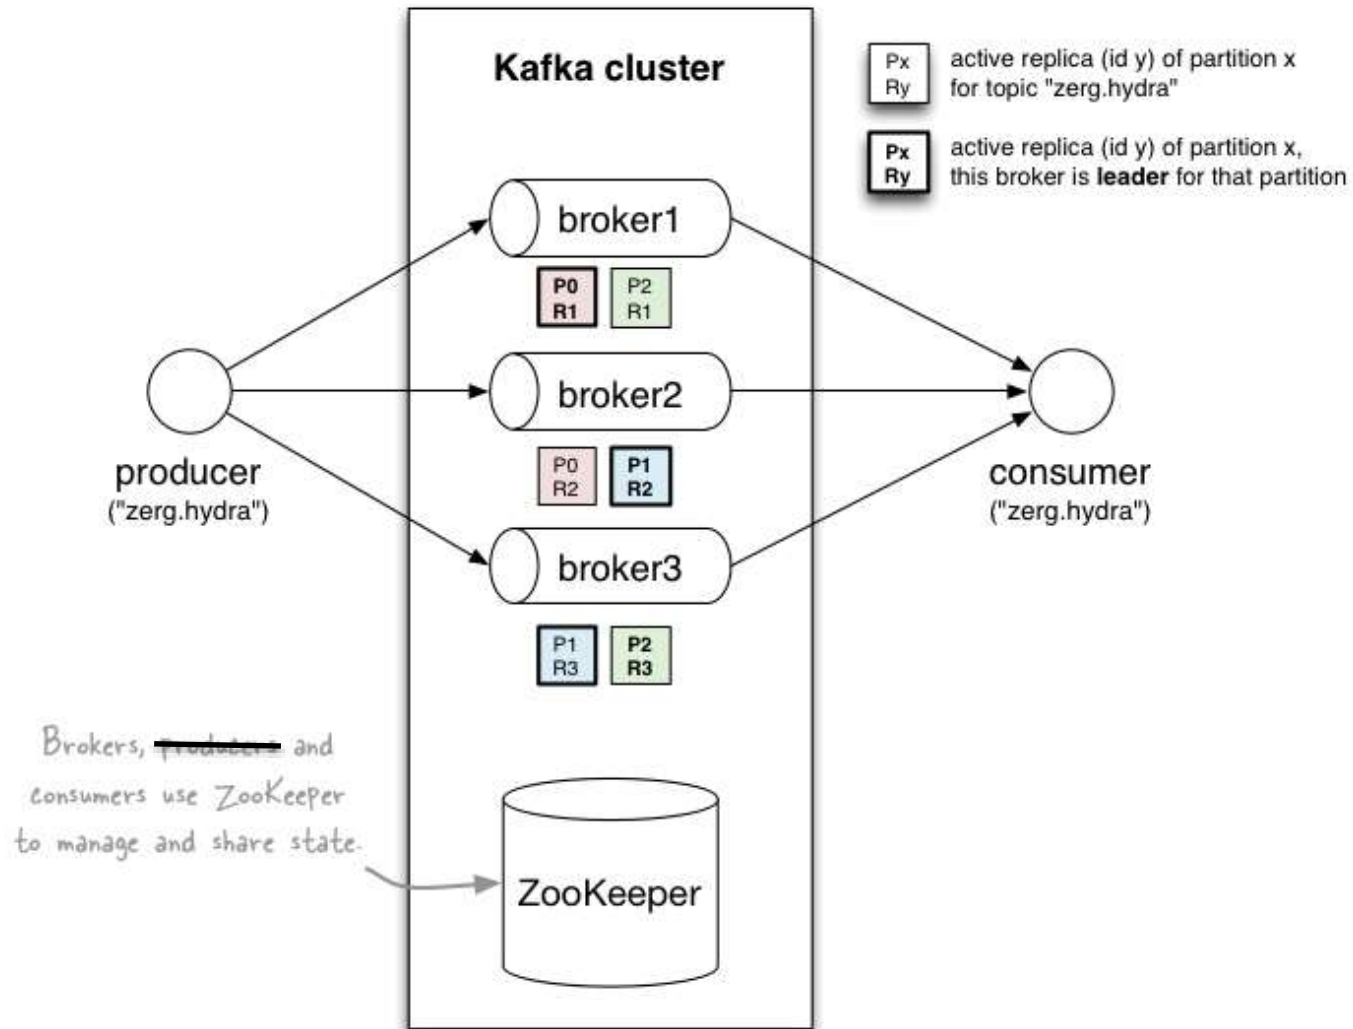 Kafka cluster
Px
Ry
active replica (id y) of partition x
for topic "zerg.hydra"
Px
Ry
active replica (id y) of partition x,
this broker is leader for that partition
broker1
P0
R1
P2
R1
broker2
P0
R2
P1
R2
producer
("zerg.hydra")
consumer
("zerg.hydra")
broker3
P1
R3
P2
R3
Brokers, producers and
consumers use ZooKeeper
to manage and share state.
ZooKeeper